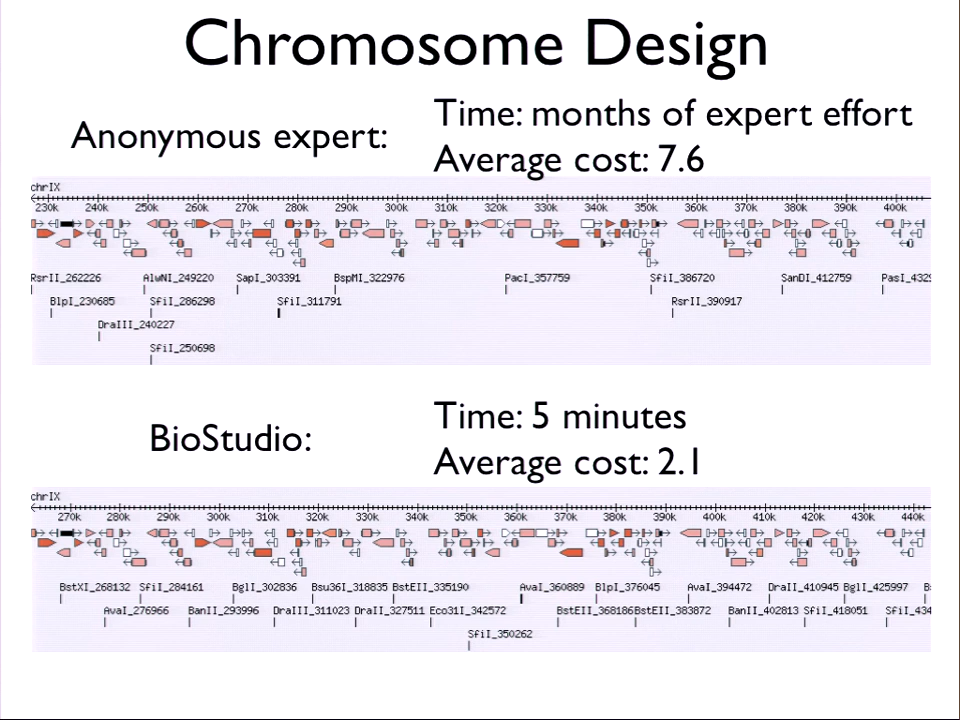 Chromosome Design
Anonymous expert:
Time: months of expert effort
Average cost: 7.6
chrIX
230k 240k 250k 260k 270k 280k 290k 300k 310k 320k 330k 340k 350k 360k 370k 380k 390k 400k
RsrII_262226 AlwNI_249220 SapI_303391 BspMI_322976 PacI_357759 SfiI_386720 SanDI_412759 PasI_432
BlpI_230685 SfiI_286298 SfiI_311791 RsrII_390917
DraIII_240227
SfiI_250698
BioStudio:
Time: 5 minutes
Average cost: 2.1
chrIX
270k 280k 290k 300k 310k 320k 330k 340k 350k 360k 370k 380k 390k 400k 410k 420k 430k 440k
BstXI_268132 SfiI_284161 BglI_302836 Bsu36I_318835 BstEII_335190 AvaI_360889 BlpI_376045 AvaI_394472 DraII_410945 BglI_425997
AvaI_276966 BanII_293996 DraIII_311023 DraII_327511 Eco31I_342572 BstEII_368186 BstEII_383872 BanII_402813 SfiI_418051 SfiI_434
SfiI_350262